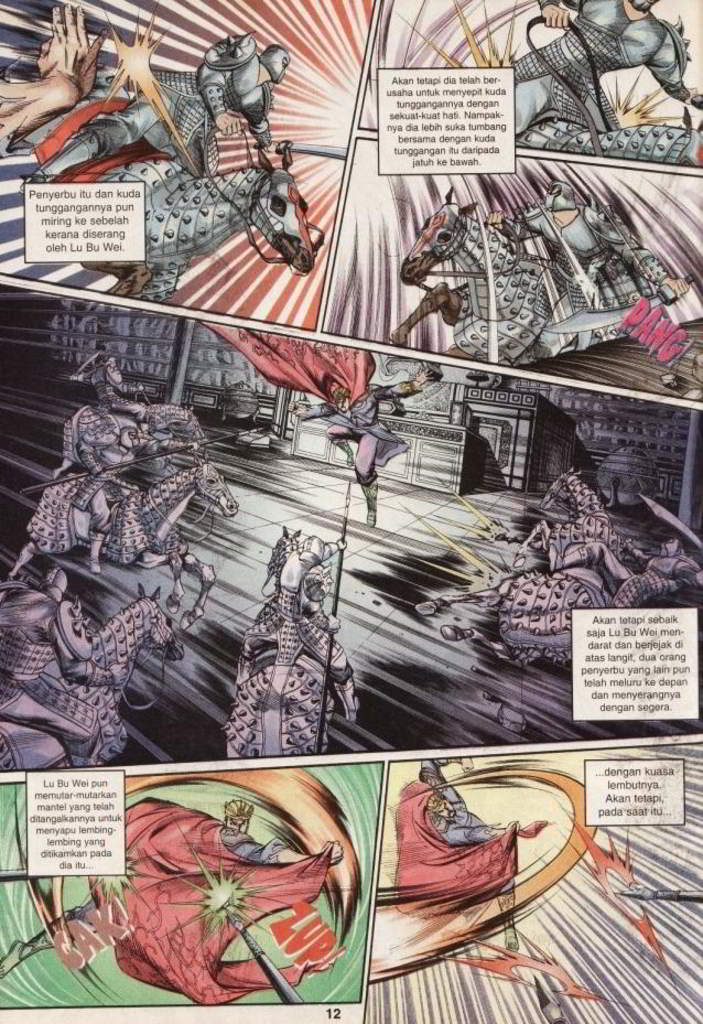 Penyerbu itu dan kuda
tunggangannya pun
miring ke sebelah
kerana diserang
oleh Lu Bu Wei.
Akan tetapi dia telah ber-
usaha untuk menyepit kuda
tunggangannya dengan
sekuat-kuat hati. Nampak-
nya dia lebih suka tumbang
bersama dengan kuda
tunggangan itu daripada
jatuh ke bawah.
PANG
Akan tetapi sebaik
saja Lu Bu Wei men-
darat dan berjejak di
atas langit, dua orang
penyerbu yang lain pun
telah meluru ke depan
dan menyerangnya
dengan segera.
Lu Bu Wei pun
memutar-mutarkan
mantel yang telah
ditangalkannya untuk
menyapu lembing-
lembing yang
ditikamkan pada
dia itu...
CAK!
ZUP!
...dengan kuasa
lembutnya.
Akan tetapi,
pada saat itu...
12